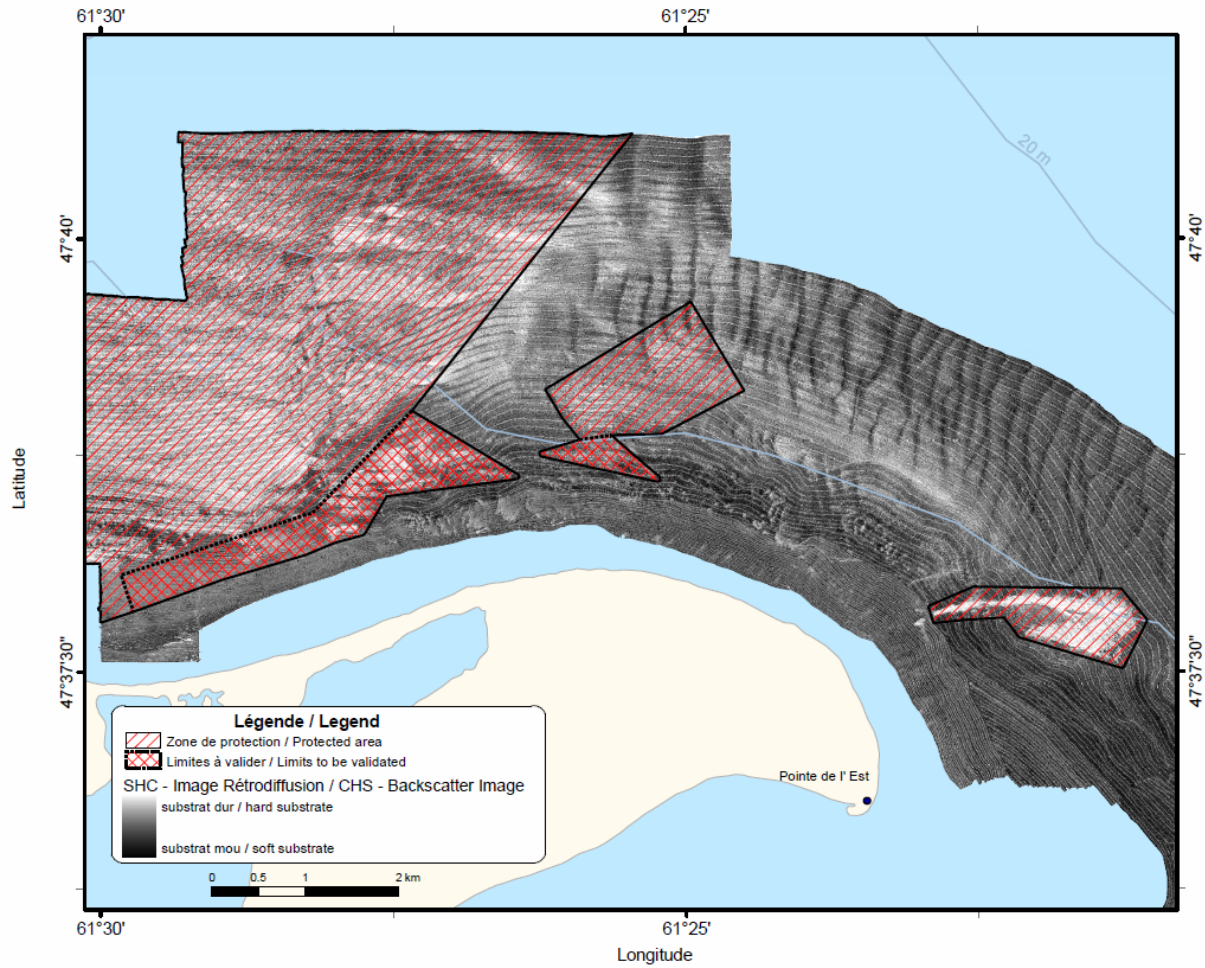 61°30'
61°25'
20 m
47°40'
47°40'
Latitude
47°37'30"
47°37'30"
Légende / Legend
Zone de protection / Protected area
Limites à valider / Limits to be validated
SHC - Image Rétrodiffusion / CHS - Backscatter Image
substrat dur / hard substrate
substrat mou / soft substrate
Pointe de l' Est
0 0.5 1 2 km
61°30'
61°25'
Longitude